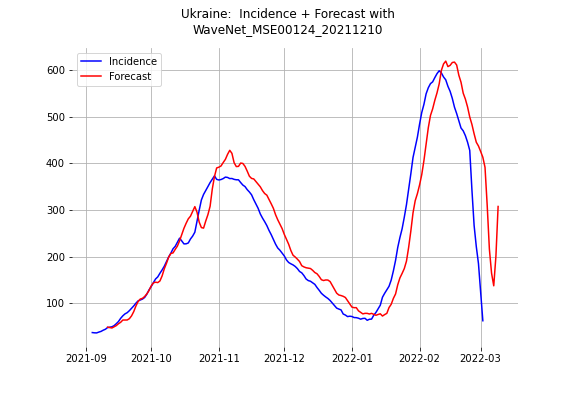 Ukraine:  Incidence + Forecast with
WaveNet_MSE00124_20211210
Incidence
Forecast
600
500
400
300
200
100
2021-09 2021-10 2021-11 2021-12 2022-01 2022-02 2022-03